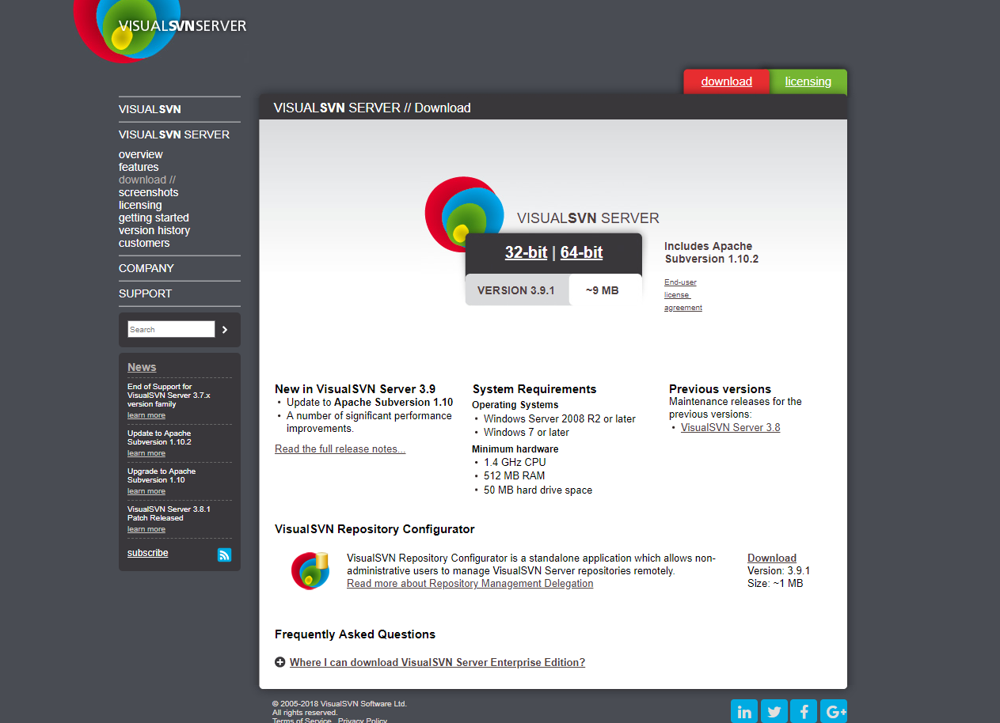 VISUALSVNSERVER
download
licensing
VISUALSVN
VISUALSVN SERVER
overview
features
download //
screenshots
licensing
getting started
version history
customers
COMPANY
SUPPORT
Search
News
End of Support for
VisualSVN Server 3.7.x
version family
learn more
Update to Apache
Subversion 1.10.2
learn more
Upgrade to Apache
Subversion 1.10
learn more
VisualSVN Server 3.8.1
Patch Released
learn more
subscribe
VISUALSVN SERVER // Download
VISUALSVN SERVER
32-bit | 64-bit
VERSION 3.9.1
~9 MB
Includes Apache
Subversion 1.10.2
End-user
license
agreement
New in VisualSVN Server 3.9
• Update to Apache Subversion 1.10
• A number of significant performance
improvements.
Read the full release notes...
System Requirements
Operating Systems
• Windows Server 2008 R2 or later
• Windows 7 or later
Minimum hardware
• 1.4 GHz CPU
• 512 MB RAM
• 50 MB hard drive space
Previous versions
Maintenance releases for the
previous versions:
• VisualSVN Server 3.8
VisualSVN Repository Configurator
VisualSVN Repository Configurator is a standalone application which allows non-
administrative users to manage VisualSVN Server repositories remotely.
Read more about Repository Management Delegation
Download
Version: 3.9.1
Size: ~1 MB
Frequently Asked Questions
Where I can download VisualSVN Server Enterprise Edition?
© 2005-2018 VisualSVN Software Ltd.
All rights reserved.
Terms of Service Privacy Policy
in
f
G+